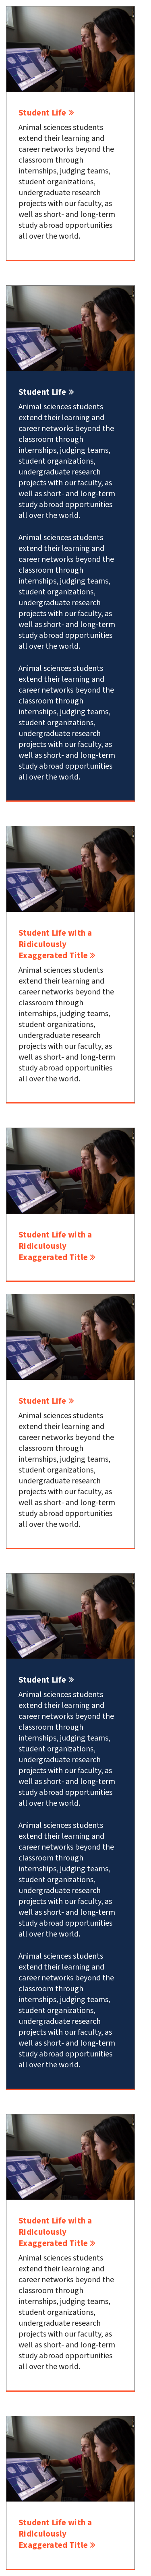 Student Life »
Animal sciences students
extend their learning and
career networks beyond the
classroom through
internships, judging teams,
student organizations,
undergraduate research
projects with our faculty, as
well as short- and long-term
study abroad opportunities
all over the world.
Student Life »
Animal sciences students
extend their learning and
career networks beyond the
classroom through
internships, judging teams,
student organizations,
undergraduate research
projects with our faculty, as
well as short- and long-term
study abroad opportunities
all over the world.
Animal sciences students
extend their learning and
career networks beyond the
classroom through
internships, judging teams,
student organizations,
undergraduate research
projects with our faculty, as
well as short- and long-term
study abroad opportunities
all over the world.
Animal sciences students
extend their learning and
career networks beyond the
classroom through
internships, judging teams,
student organizations,
undergraduate research
projects with our faculty, as
well as short- and long-term
study abroad opportunities
all over the world.
Student Life with a
Ridiculously
Exaggerated Title »
Animal sciences students
extend their learning and
career networks beyond the
classroom through
internships, judging teams,
student organizations,
undergraduate research
projects with our faculty, as
well as short- and long-term
study abroad opportunities
all over the world.
Student Life with a
Ridiculously
Exaggerated Title »
Student Life »
Animal sciences students
extend their learning and
career networks beyond the
classroom through
internships, judging teams,
student organizations,
undergraduate research
projects with our faculty, as
well as short- and long-term
study abroad opportunities
all over the world.
Student Life »
Animal sciences students
extend their learning and
career networks beyond the
classroom through
internships, judging teams,
student organizations,
undergraduate research
projects with our faculty, as
well as short- and long-term
study abroad opportunities
all over the world.
Animal sciences students
extend their learning and
career networks beyond the
classroom through
internships, judging teams,
student organizations,
undergraduate research
projects with our faculty, as
well as short- and long-term
study abroad opportunities
all over the world.
Animal sciences students
extend their learning and
career networks beyond the
classroom through
internships, judging teams,
student organizations,
undergraduate research
projects with our faculty, as
well as short- and long-term
study abroad opportunities
all over the world.
Student Life with a
Ridiculously
Exaggerated Title »
Animal sciences students
extend their learning and
career networks beyond the
classroom through
internships, judging teams,
student organizations,
undergraduate research
projects with our faculty, as
well as short- and long-term
study abroad opportunities
all over the world.
Student Life with a
Ridiculously
Exaggerated Title »